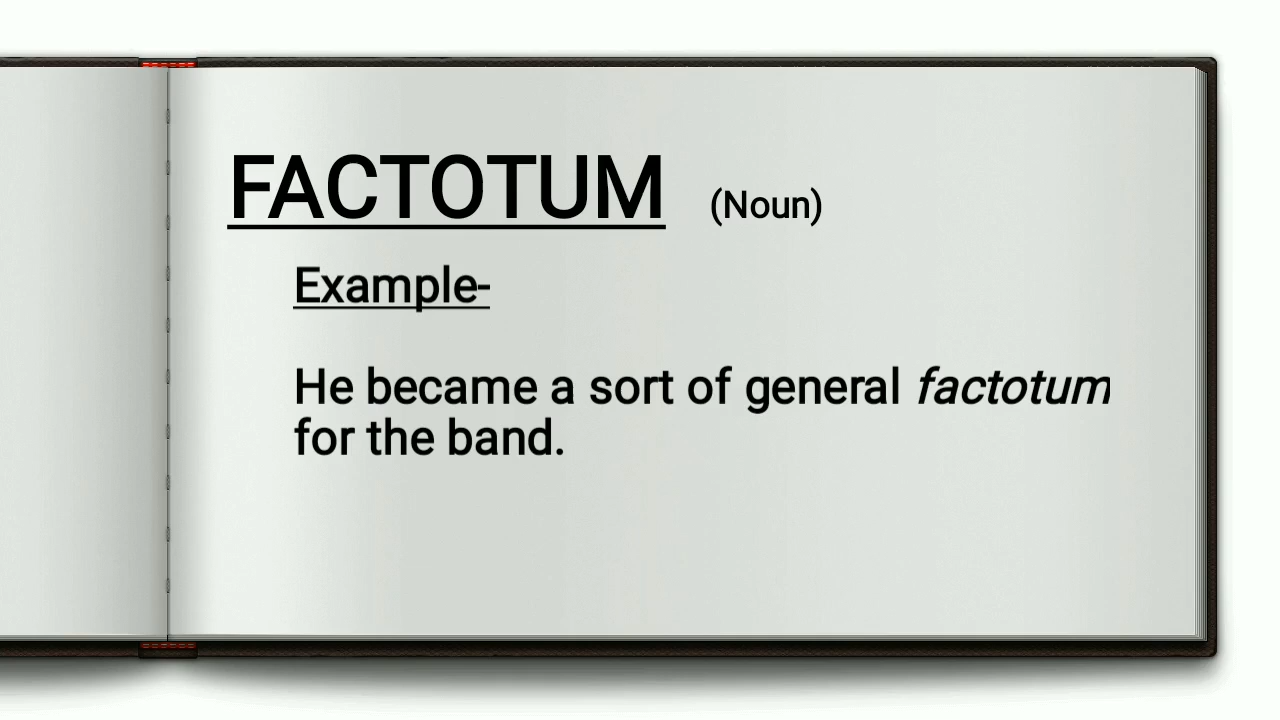 FACTOTUM (Noun)
Example-
He became a sort of general factotum
for the band.